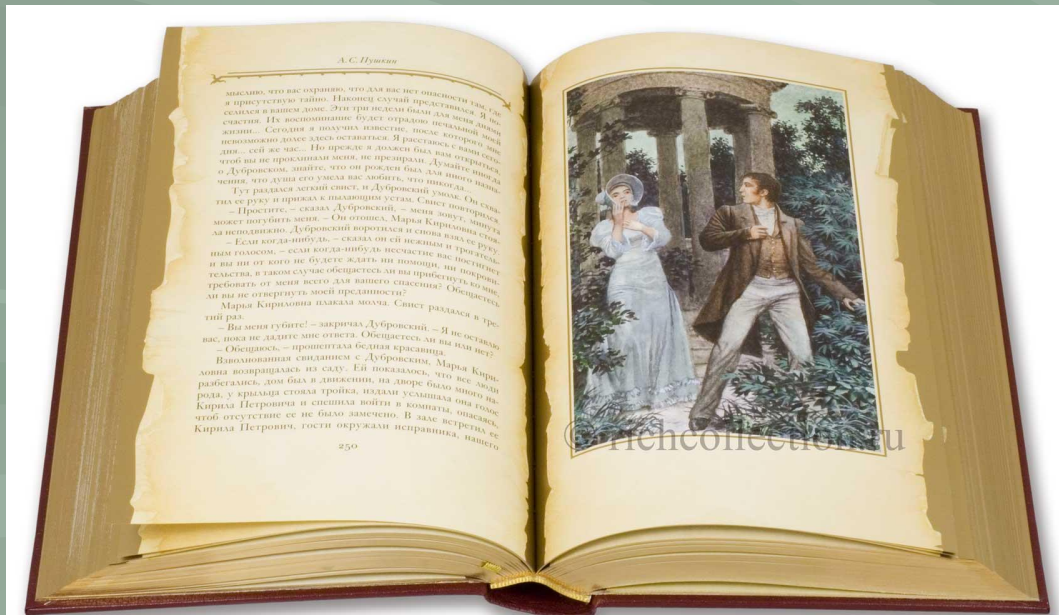 А. С. Пушкин
мыслию, что вас охраняю, что для вас нет опасности там, где
я присутствую тайно. Наконец случай представился. Я по-
селился в вашем доме. Эти три недели были для меня днями
счастия. Их воспоминание будет отрадою печальной моей
жизни... Сегодня я получил известие, после которого мне
невозможно долее здесь оставаться. Я расстаюсь с вами сего-
дня... сей же час... Но прежде я должен был вам открыться,
чтоб вы не проклинали меня, не презирали. Думайте иногда
о Дубровском, знайте, что он рожден был для иного назна-
чения, что душа его умела вас любить, что никогда...
Тут раздался легкий свист, и Дубровский умолк. Он схва-
тил ее руку и прижал к пылающим устам. Свист повторился.
– Простите, – сказал Дубровский, – меня зовут, минута
может погубить меня. – Он отошел, Марья Кириловна стоя-
ла неподвижно. Дубровский воротился и снова взял ее руку.
– Если когда-нибудь, – сказал он ей нежным и трогатель-
ным голосом, – если когда-нибудь несчастие вас постигнет
и вы ни от кого не будете ждать ни помощи, ни покрови-
тельства, в таком случае обещаетесь ли вы прибегнуть ко мне,
требовать от меня всего для вашего спасения? Обещаетесь
ли вы не отвергнуть моей преданности?
Марья Кириловна плакала молча. Свист раздался в тре-
тий раз.
– Вы меня губите! – закричал Дубровский. – Я не оставлю
вас, пока не дадите мне ответа. Обещаетесь ли вы или нет?
– Обещаюсь, – прошептала бедная красавица.
Взволнованная свиданием с Дубровским, Марья Кири-
ловна возвращалась из саду. Ей показалось, что все люди
разбегались, дом был в движении, на дворе было много на-
рода, у крыльца стояла тройка, издали услышала она голос
Кирила Петровича и спешила войти в комнаты, опасаясь,
чтоб отсутствие ее не было замечено. В зале встретил ее
Кирила Петрович, гости окружали исправника, нашего
250
© richcollection.ru